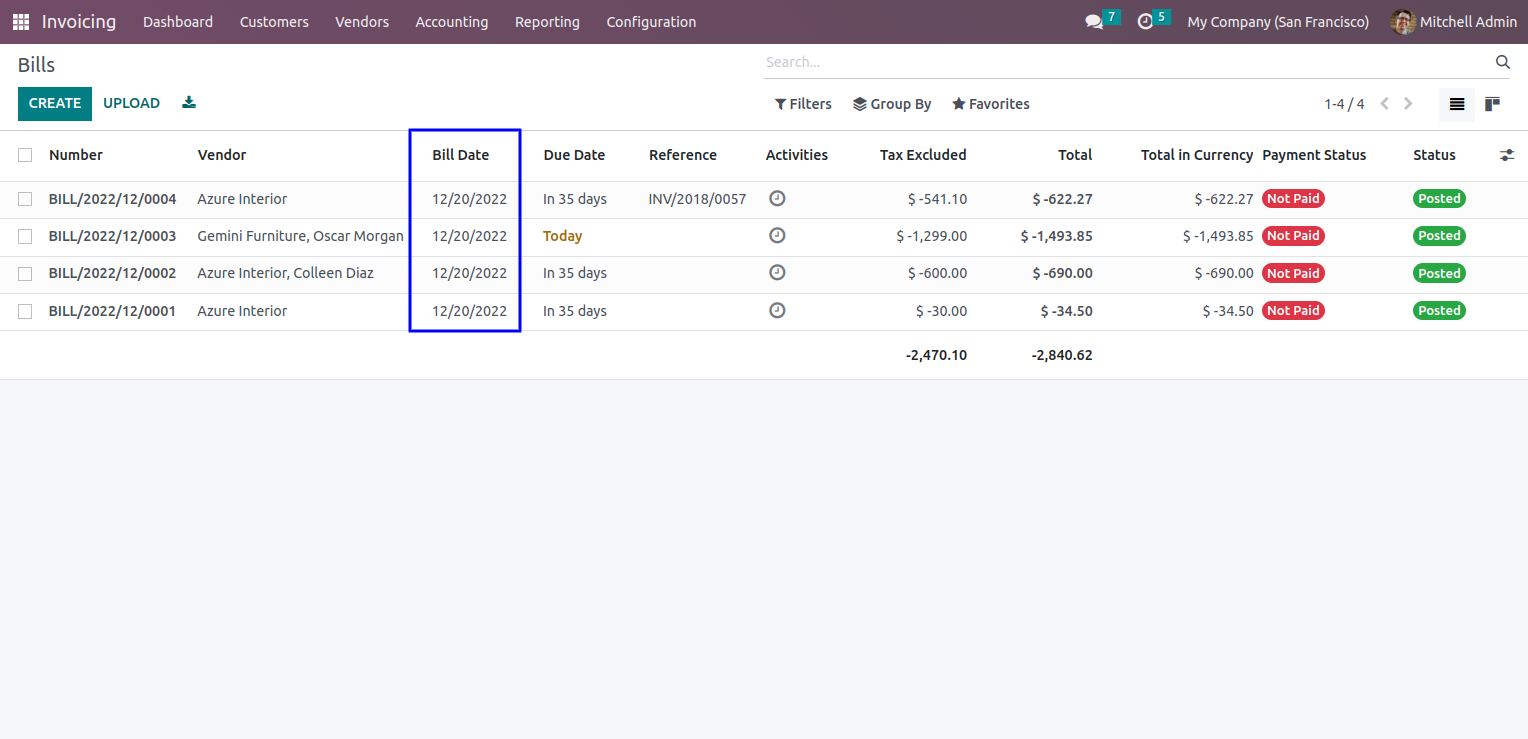 Invoicing Dashboard Customers Vendors Accounting Reporting Configuration 7 5 My Company (San Francisco) Mitchell Admin
Bills Search...
CREATE UPLOAD Filters Group By Favorites 1-4 / 4
Number Vendor Bill Date Due Date Reference Activities Tax Excluded Total Total in Currency Payment Status Status
BILL/2022/12/0004 Azure Interior 12/20/2022 In 35 days INV/2018/0057 $ -541.10 $ -622.27 $ -622.27 Not Paid Posted
BILL/2022/12/0003 Gemini Furniture, Oscar Morgan 12/20/2022 Today $ -1,299.00 $ -1,493.85 $ -1,493.85 Not Paid Posted
BILL/2022/12/0002 Azure Interior, Colleen Diaz 12/20/2022 In 35 days $ -600.00 $ -690.00 $ -690.00 Not Paid Posted
BILL/2022/12/0001 Azure Interior 12/20/2022 In 35 days $ -30.00 $ -34.50 $ -34.50 Not Paid Posted
-2,470.10 -2,840.62